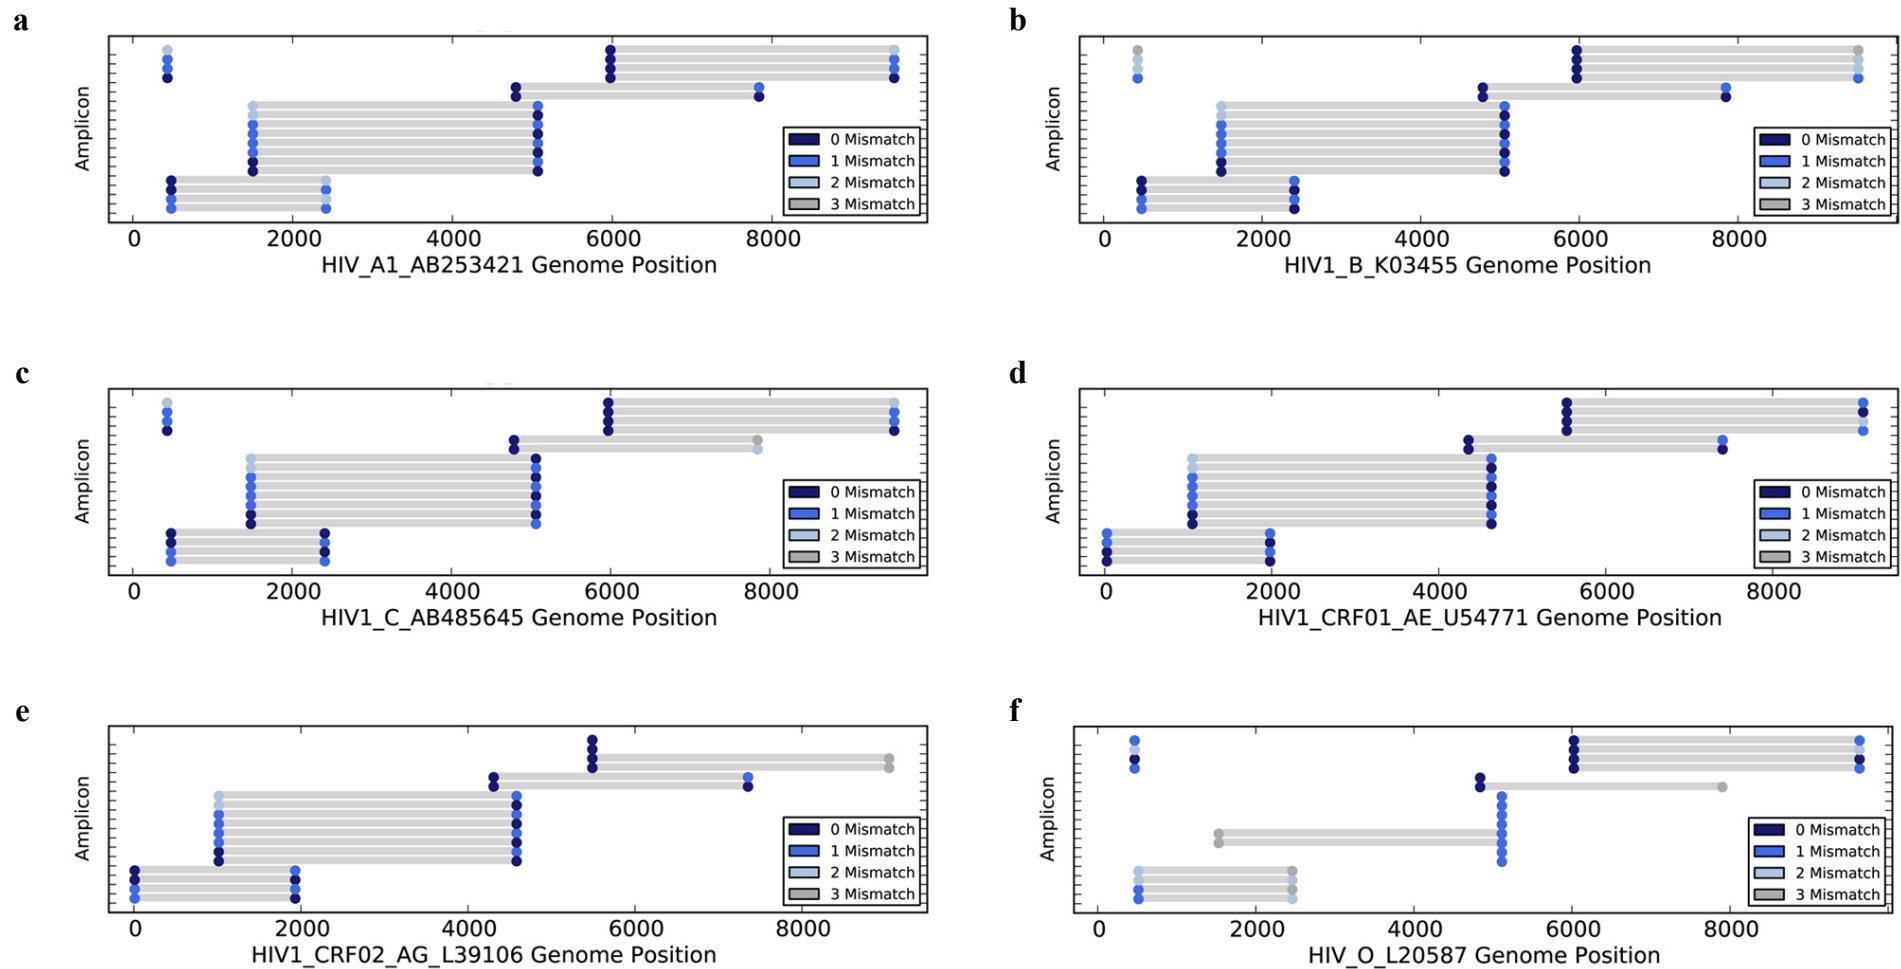 a
Amplicon
0 Mismatch
1 Mismatch
2 Mismatch
3 Mismatch
0 2000 4000 6000 8000
HIV_A1_AB253421 Genome Position
b
Amplicon
0 Mismatch
1 Mismatch
2 Mismatch
3 Mismatch
0 2000 4000 6000 8000
HIV1_B_K03455 Genome Position
c
Amplicon
0 Mismatch
1 Mismatch
2 Mismatch
3 Mismatch
0 2000 4000 6000 8000
HIV1_C_AB485645 Genome Position
d
Amplicon
0 Mismatch
1 Mismatch
2 Mismatch
3 Mismatch
0 2000 4000 6000 8000
HIV1_CRF01_AE_U54771 Genome Position
e
Amplicon
0 Mismatch
1 Mismatch
2 Mismatch
3 Mismatch
0 2000 4000 6000 8000
HIV1_CRF02_AG_L39106 Genome Position
f
Amplicon
0 Mismatch
1 Mismatch
2 Mismatch
3 Mismatch
0 2000 4000 6000 8000
HIV_O_L20587 Genome Position